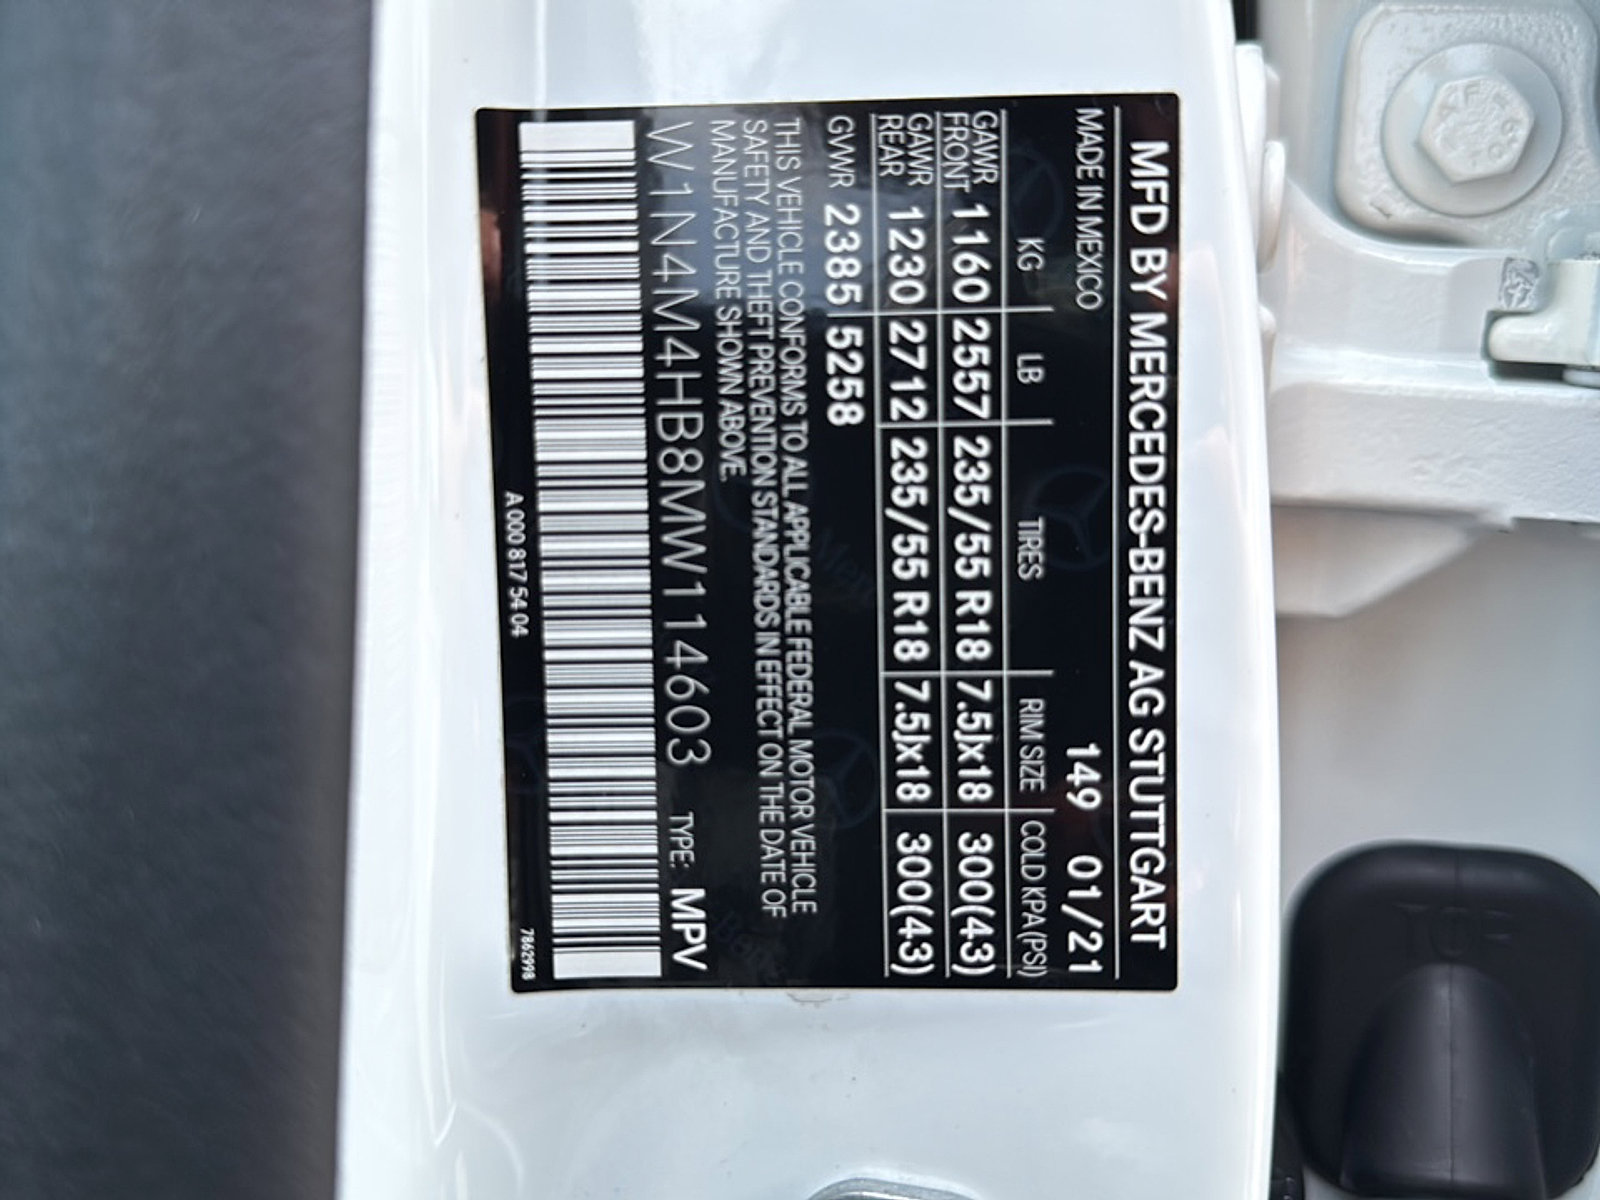 MFD BY MERCEDES-BENZ AG STUTTGART
MADE IN MEXICO 149 01/21
KG LB TIRES RIM SIZE COLD KPA (PSI)
GAWR FRONT 1160 2557 235/55 R18 7.5Jx18 300(43)
GAWR REAR 1230 2712 235/55 R18 7.5Jx18 300(43)
GVWR 2385 5258
THIS VEHICLE CONFORMS TO ALL APPLICABLE FEDERAL MOTOR VEHICLE
SAFETY AND THEFT PREVENTION STANDARDS IN EFFECT ON THE DATE OF
MANUFACTURE SHOWN ABOVE.
W1N4M4HB8MW114603 TYPE: MPV
A 000 817 54 04
7862998